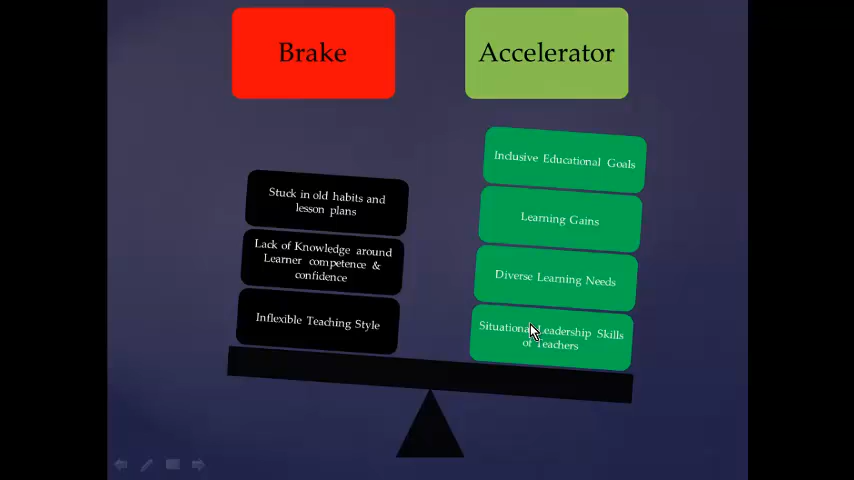 Brake
Accelerator
Stuck in old habits and
lesson plans
Lack of Knowledge around
Learner competence &
confidence
Inflexible Teaching Style
Inclusive Educational Goals
Learning Gains
Diverse Learning Needs
Situational Leadership Skills
of Teachers